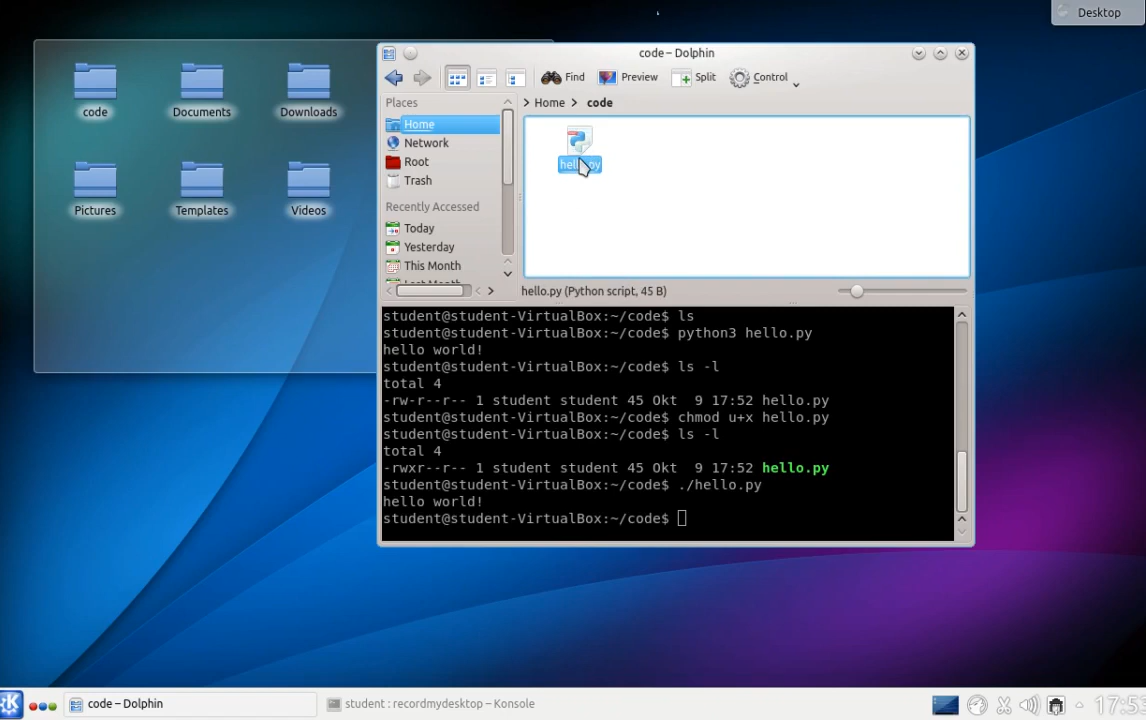 Desktop
code
Documents
Downloads
Pictures
Templates
Videos
code – Dolphin
Find
Preview
Split
Control
Places
Home
Network
Root
Trash
Recently Accessed
Today
Yesterday
This Month
> Home > code
hello.py
hello.py (Python script, 45 B)
student@student-VirtualBox:~/code$ ls
student@student-VirtualBox:~/code$ python3 hello.py
hello world!
student@student-VirtualBox:~/code$ ls -l
total 4
-rw-r--r-- 1 student student 45 Okt  9 17:52 hello.py
student@student-VirtualBox:~/code$ chmod u+x hello.py
student@student-VirtualBox:~/code$ ls -l
total 4
-rwxr--r-- 1 student student 45 Okt  9 17:52 hello.py
student@student-VirtualBox:~/code$ ./hello.py
hello world!
student@student-VirtualBox:~/code$
code – Dolphin
student : recordmydesktop – Konsole